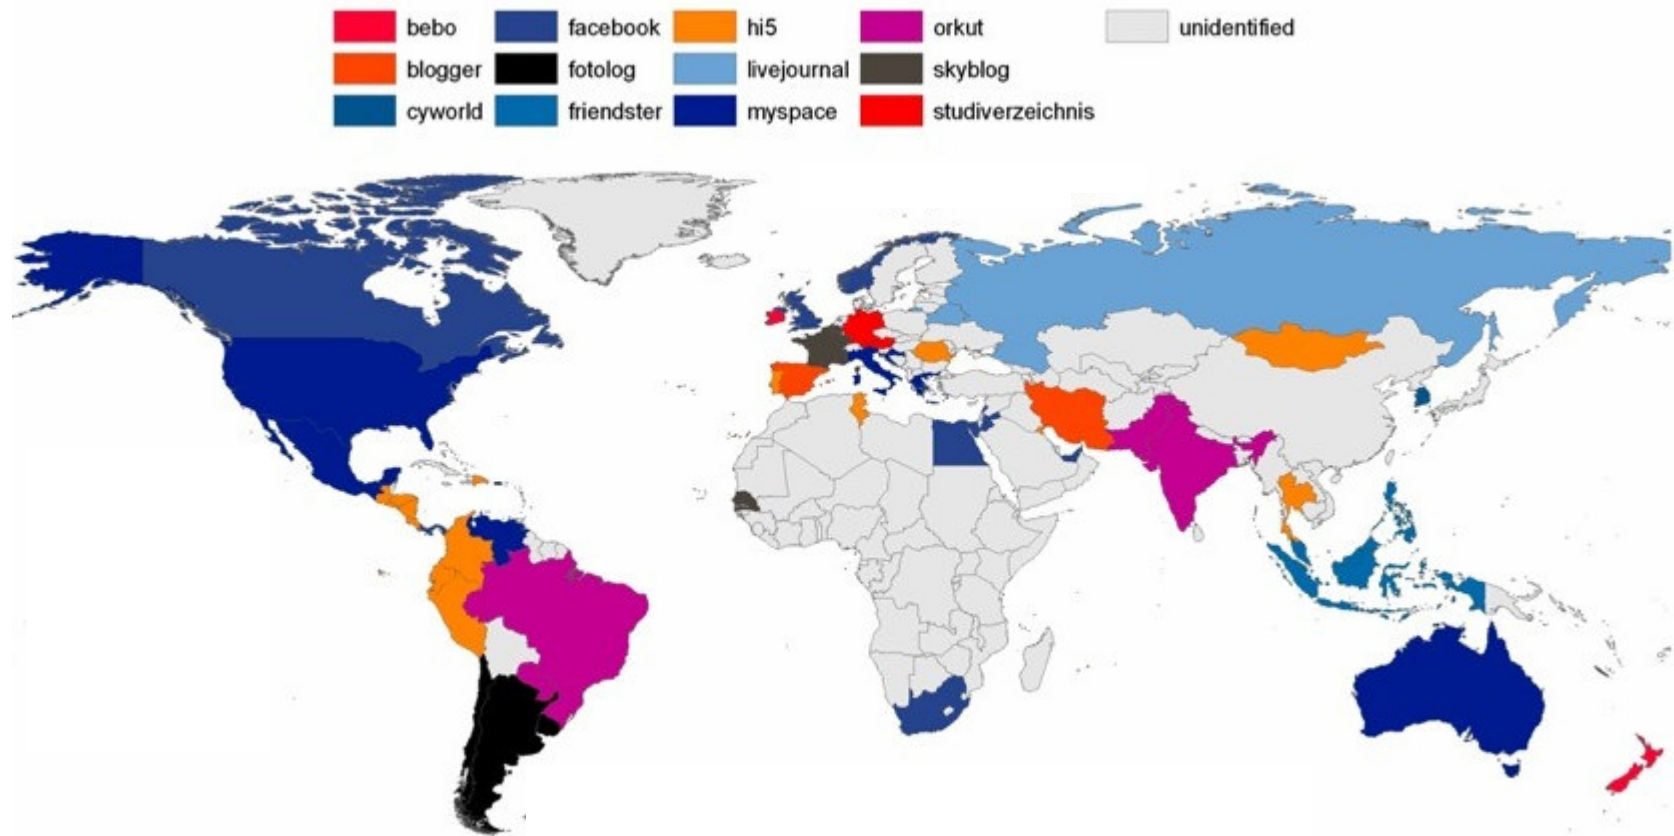 bebo facebook hi5 orkut unidentified
blogger fotolog livejournal skyblog
cyworld friendster myspace studiverzeichnis